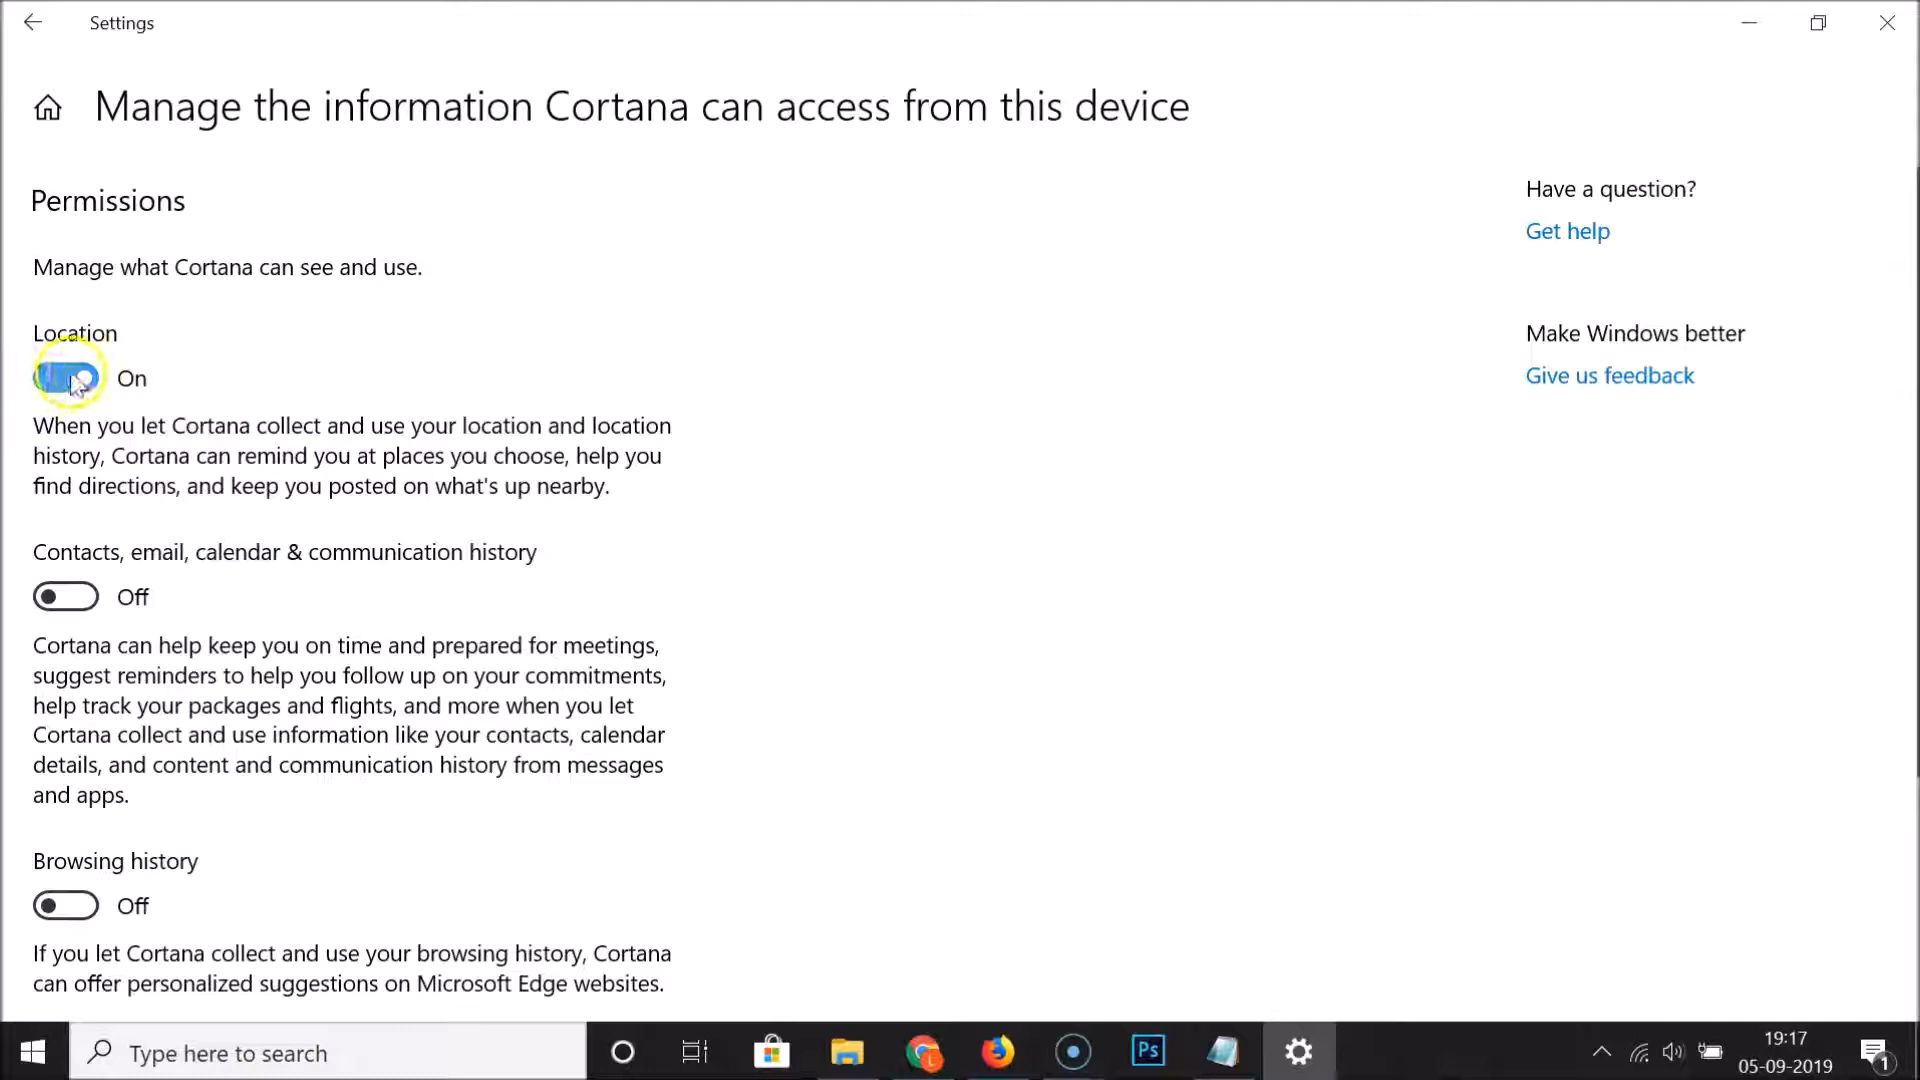 Settings
Manage the information Cortana can access from this device
Permissions
Manage what Cortana can see and use.
Location
On
When you let Cortana collect and use your location and location
history, Cortana can remind you at places you choose, help you
find directions, and keep you posted on what's up nearby.
Contacts, email, calendar & communication history
Off
Cortana can help keep you on time and prepared for meetings,
suggest reminders to help you follow up on your commitments,
help track your packages and flights, and more when you let
Cortana collect and use information like your contacts, calendar
details, and content and communication history from messages
and apps.
Browsing history
Off
If you let Cortana collect and use your browsing history, Cortana
can offer personalized suggestions on Microsoft Edge websites.
Have a question?
Get help
Make Windows better
Give us feedback
Type here to search
L
Ps
19:17
05-09-2019
1